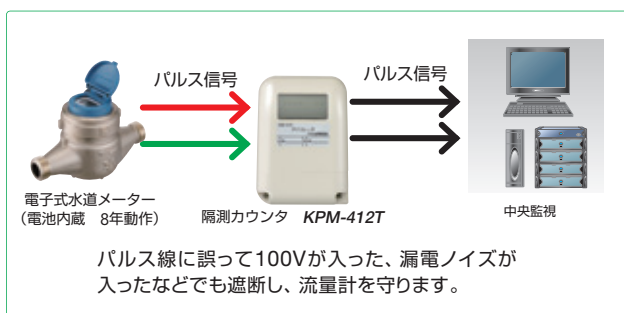 パルス信号
パルス信号
電子式水道メーター
（電池内蔵　8年動作）
隔測カウンタ KPM-412T
中央監視
パルス線に誤って100Vが入った、漏電ノイズが
入ったなどでも遮断し、流量計を守ります。